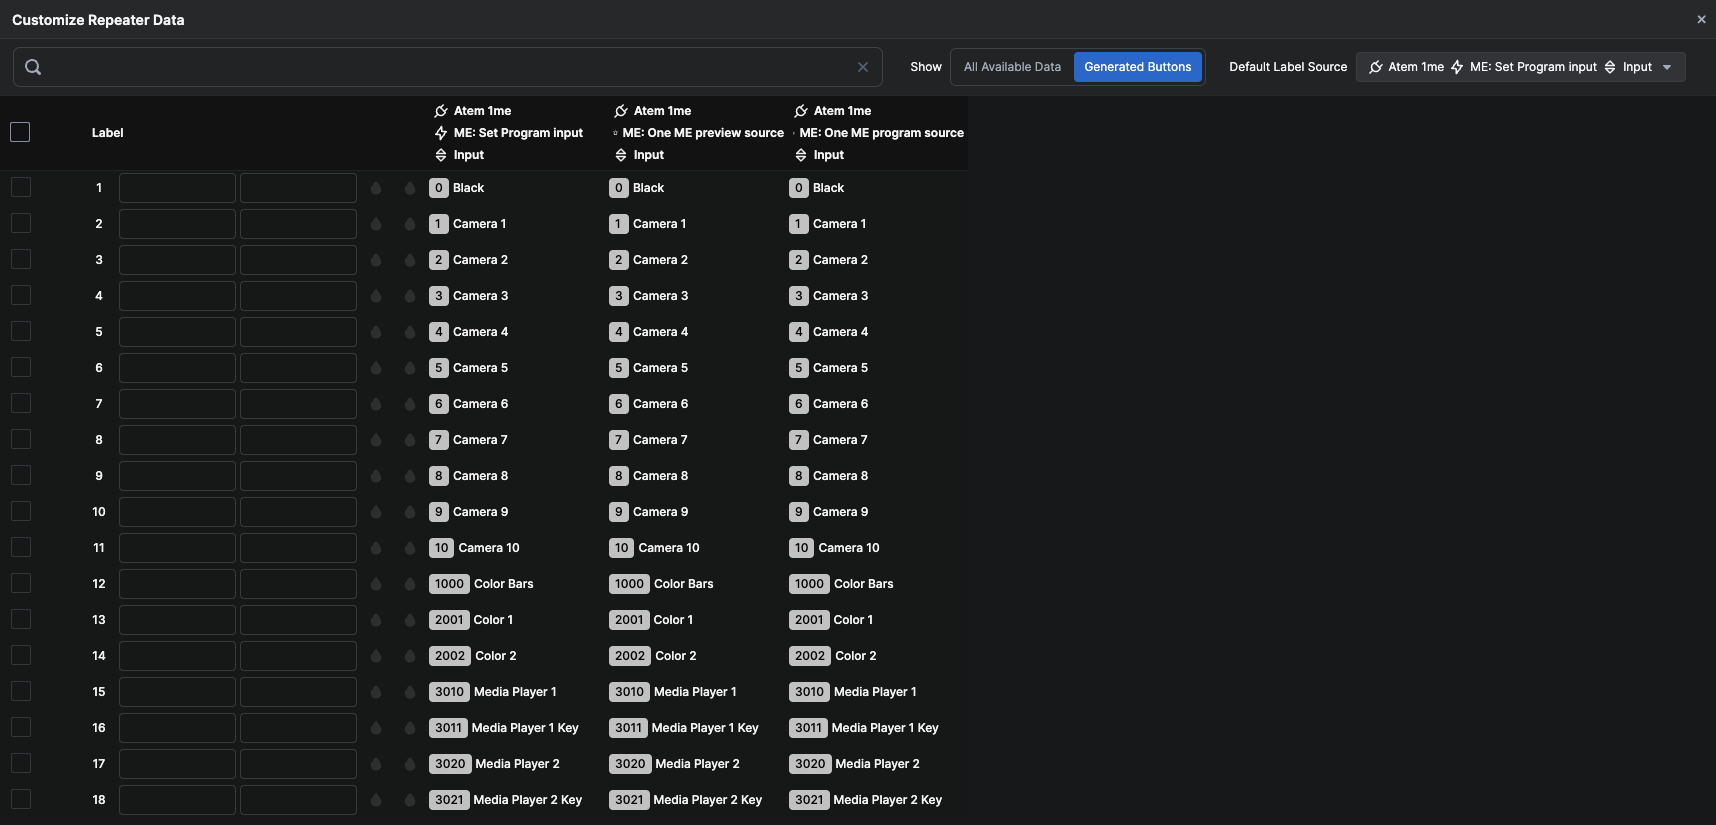 Customize Repeater Data
Show All Available Data Generated Buttons Default Label Source Atem 1me ME: Set Program input Input
Atem 1me Atem 1me Atem 1me
Label ME: Set Program input ME: One ME preview source ME: One ME program source
Input Input Input
1 0 Black 0 Black 0 Black
2 1 Camera 1 1 Camera 1 1 Camera 1
3 2 Camera 2 2 Camera 2 2 Camera 2
4 3 Camera 3 3 Camera 3 3 Camera 3
5 4 Camera 4 4 Camera 4 4 Camera 4
6 5 Camera 5 5 Camera 5 5 Camera 5
7 6 Camera 6 6 Camera 6 6 Camera 6
8 7 Camera 7 7 Camera 7 7 Camera 7
9 8 Camera 8 8 Camera 8 8 Camera 8
10 9 Camera 9 9 Camera 9 9 Camera 9
11 10 Camera 10 10 Camera 10 10 Camera 10
12 1000 Color Bars 1000 Color Bars 1000 Color Bars
13 2001 Color 1 2001 Color 1 2001 Color 1
14 2002 Color 2 2002 Color 2 2002 Color 2
15 3010 Media Player 1 3010 Media Player 1 3010 Media Player 1
16 3011 Media Player 1 Key 3011 Media Player 1 Key 3011 Media Player 1 Key
17 3020 Media Player 2 3020 Media Player 2 3020 Media Player 2
18 3021 Media Player 2 Key 3021 Media Player 2 Key 3021 Media Player 2 Key